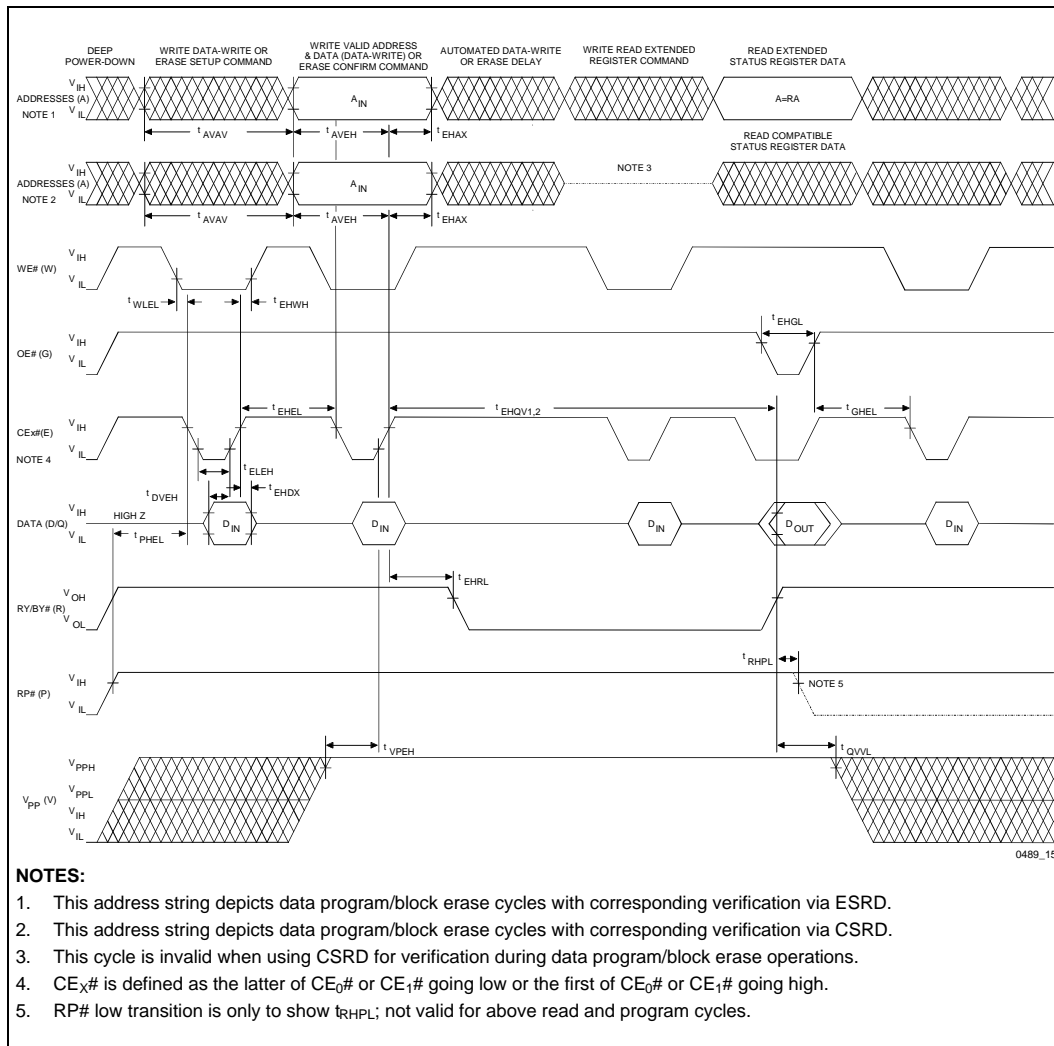 DEEP
POWER-DOWN
WRITE DATA-WRITE OR
ERASE SETUP COMMAND
WRITE VALID ADDRESS
& DATA (DATA-WRITE) OR
ERASE CONFIRM COMMAND
AUTOMATED DATA-WRITE
OR ERASE DELAY
WRITE READ EXTENDED
REGISTER COMMAND
READ EXTENDED
STATUS REGISTER DATA
V IH
ADDRESSES (A)
NOTE 1
V IL
A IN
A=RA
t AVAV
t AVEH
t EHAX
READ COMPATIBLE
STATUS REGISTER DATA
V IH
ADDRESSES (A)
NOTE 2
V IL
A IN
NOTE 3
t AVAV
t AVEH
t EHAX
V IH
WE# (W)
V IL
t WLEL
t EHWH
t EHGL
V IH
OE# (G)
V IL
t EHEL
t EHQV1,2
t GHEL
V IH
CEx#(E)
V IL
NOTE 4
t ELEH
t EHDX
t DVEH
V IH
HIGH Z
DATA (D/Q)
V IL
D IN
D IN
D IN
D OUT
D IN
t PHEL
t EHRL
V OH
RY/BY# (R)
V OL
t RHPL
V IH
RP# (P)
V IL
NOTE 5
t VPEH
t QVVL
V PPH
V PPL
V PP (V)
V IH
V IL
0489_15
NOTES:
1. This address string depicts data program/block erase cycles with corresponding verification via ESRD.
2. This address string depicts data program/block erase cycles with corresponding verification via CSRD.
3. This cycle is invalid when using CSRD for verification during data program/block erase operations.
4. CEX# is defined as the latter of CE0# or CE1# going low or the first of CE0# or CE1# going high.
5. RP# low transition is only to show tRHPL; not valid for above read and program cycles.